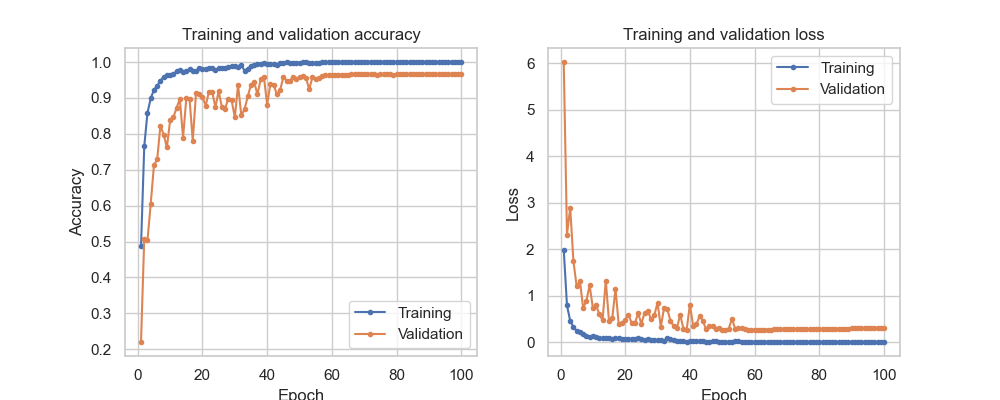 Training and validation accuracy
1.0
0.9
0.8
0.7
0.6
0.5
0.4
0.3
0.2
Accuracy
0 20 40 60 80 100
Epoch
Training
Validation
Training and validation loss
6
5
4
3
2
1
0
Loss
0 20 40 60 80 100
Epoch
Training
Validation